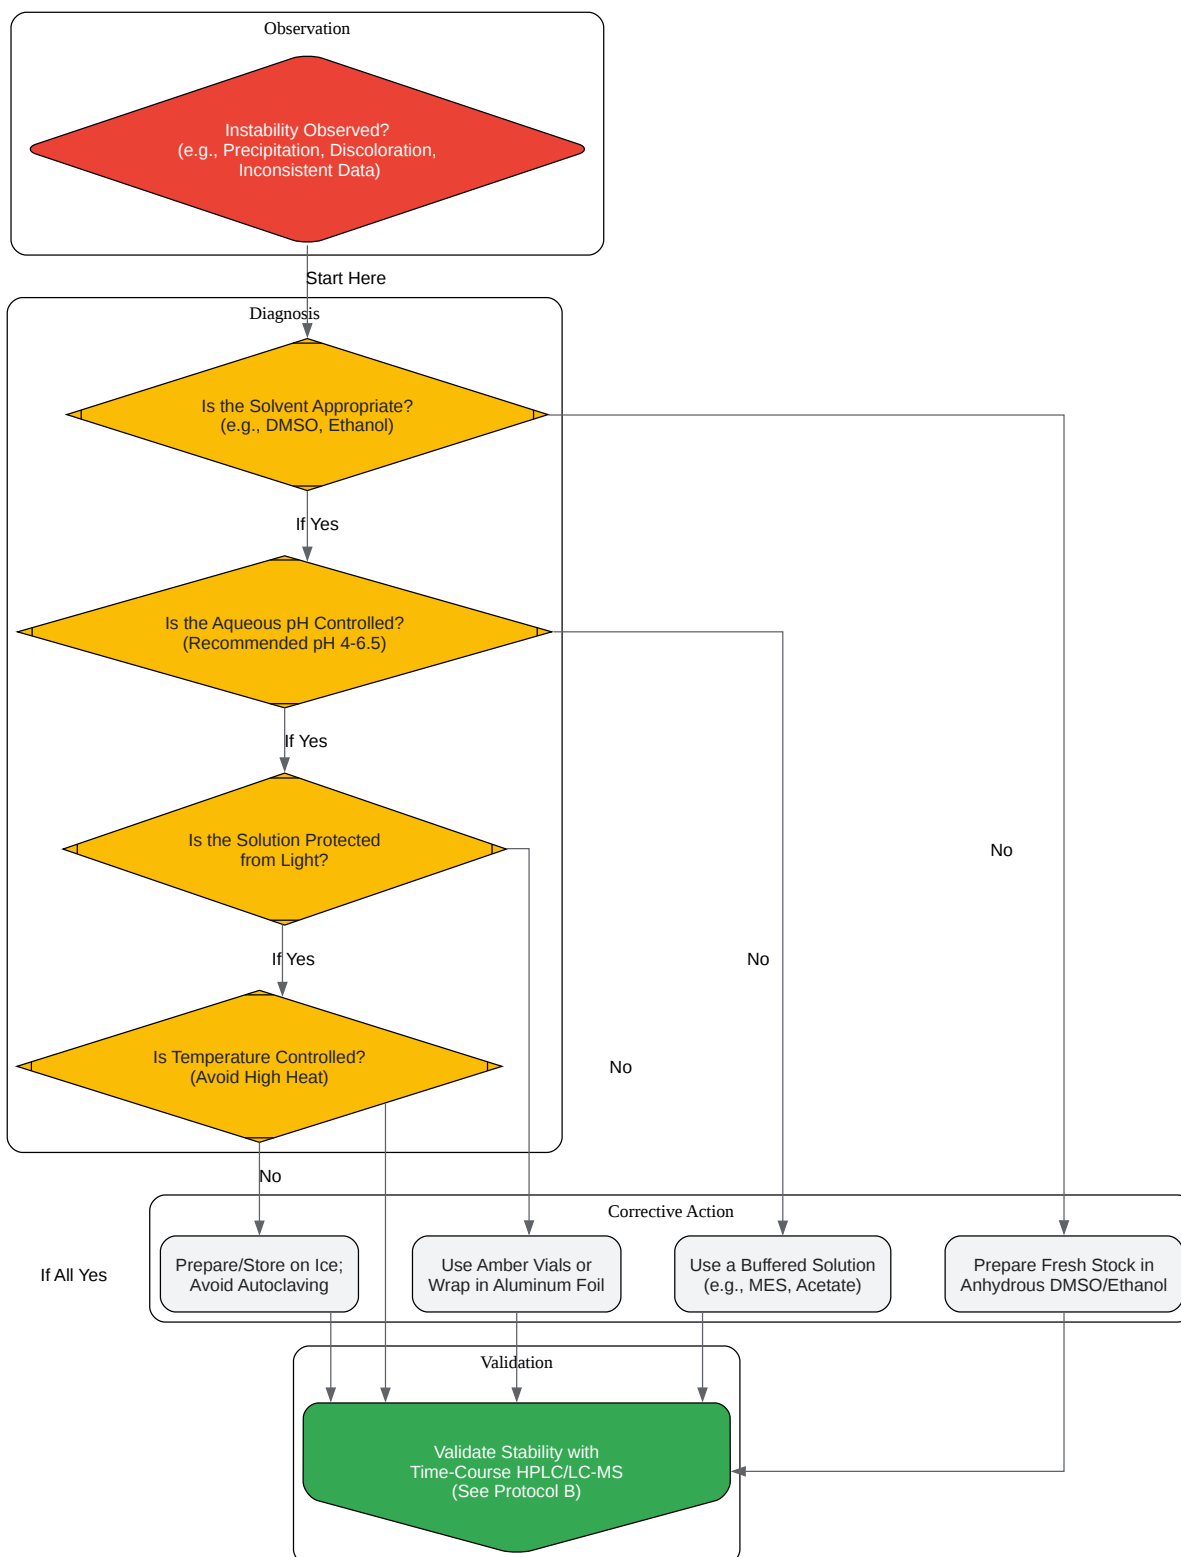 Observation
Instability Observed?
(e.g., Precipitation, Discoloration,
Inconsistent Data)
Start Here
Diagnosis
Is the Solvent Appropriate?
(e.g., DMSO, Ethanol)
If Yes
Is the Aqueous pH Controlled?
(Recommended pH 4-6.5)
If Yes
Is the Solution Protected
from Light?
No
If Yes
No
Is Temperature Controlled?
(Avoid High Heat)
No
No
Corrective Action
If All Yes
Prepare/Store on Ice;
Avoid Autoclaving
Use Amber Vials or
Wrap in Aluminum Foil
Use a Buffered Solution
(e.g., MES, Acetate)
Prepare Fresh Stock in
Anhydrous DMSO/Ethanol
Validation
Validate Stability with
Time-Course HPLC/LC-MS
(See Protocol B)